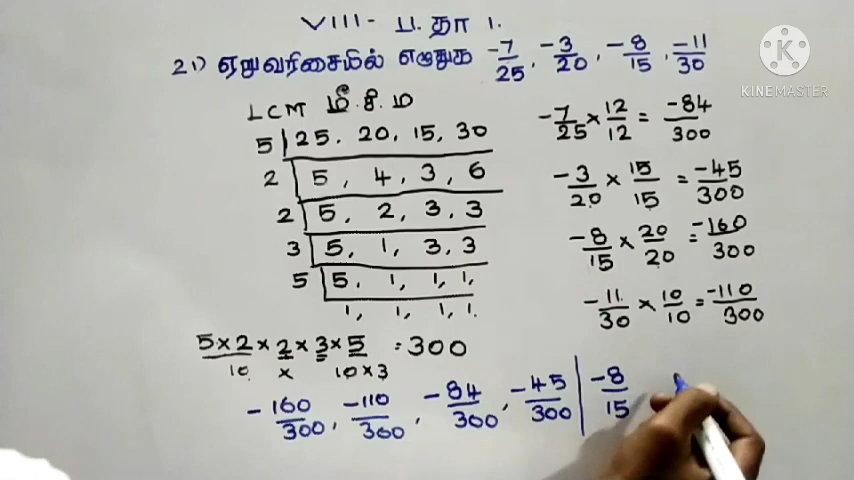 VIII - ப. தா 1.
21) ஏறுவரிசையில் எழுதுக -7/25, -3/20, -8/15, -11/30
KINEMASTER
LCM மீ.சி.ம
5 | 25, 20, 15, 30
2 | 5, 4, 3, 6
2 | 5, 2, 3, 3
3 | 5, 1, 3, 3
5 | 5, 1, 1, 1,
1, 1, 1, 1.
5×2×2×3×5 = 300
10 × 10×3
-7/25 × 12/12 = -84/300
-3/20 × 15/15 = -45/300
-8/15 × 20/20 = -160/300
-11/30 × 10/10 = -110/300
-160/300, -110/300, -84/300, -45/300 | -8/15